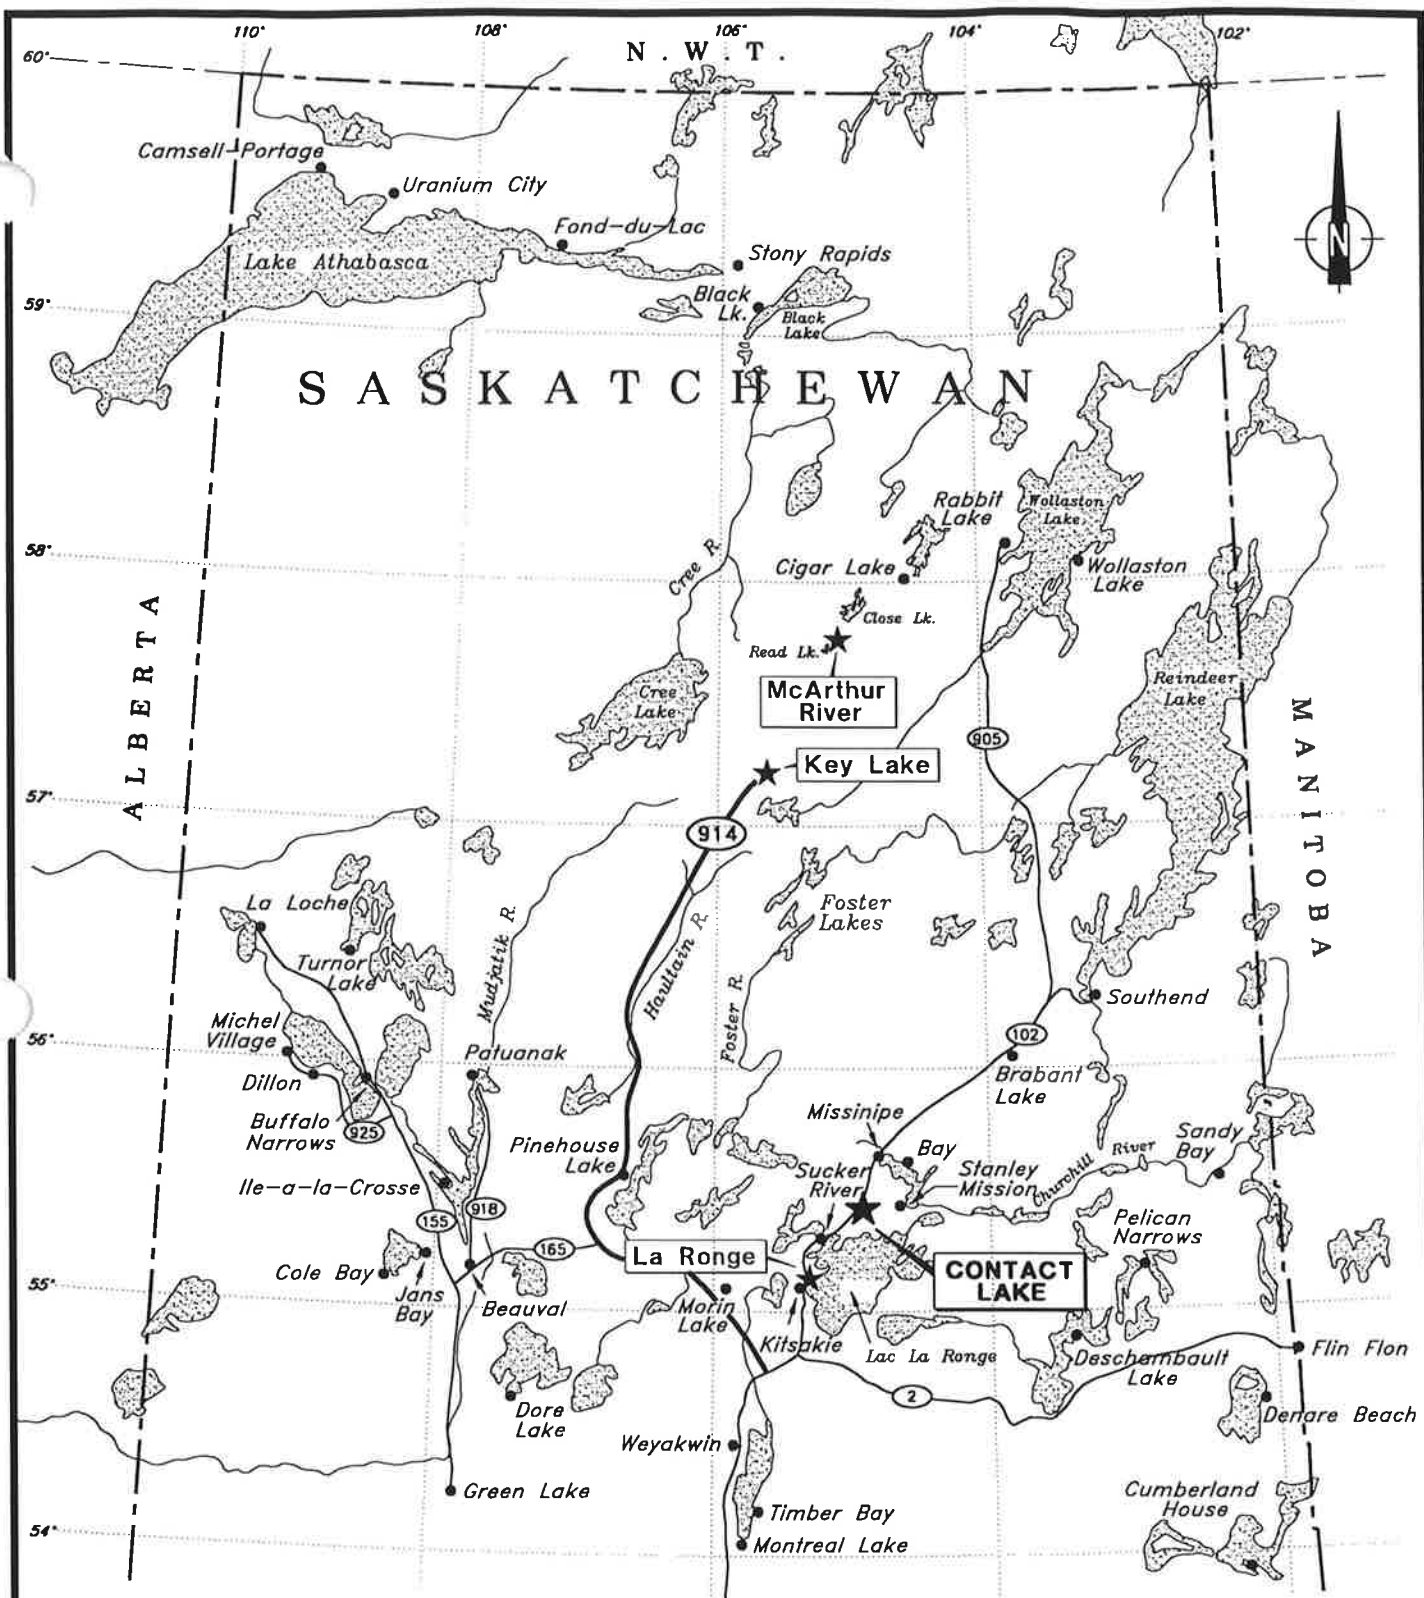 110°
108°
106°
104°
102°
60°
N.W.T.
Camsell-Portage
Uranium City
Fond-du-Lac
Lake Athabasca
Stony Rapids
N
59°
Black
Lk.
Black
Lake
SASKATCHEWAN
Rabbit
Lake
Wollaston
Lake
58°
Cree R.
Cigar Lake
Wollaston
Lake
Close Lk.
Read Lk.
ALBERTA
Cree
Lake
McArthur
River
Reindeer
Lake
MANITOBA
905
Key Lake
57°
914
La Loche
Foster
Lakes
Turnor
Lake
Mudjatik R.
Haultain R.
Foster R.
Southend
Michel
Village
56°
102
Patuanak
Dillon
Brabant
Lake
Buffalo
Narrows
925
Missinipe
Pinehouse
Lake
Bay
Sucker
River
Stanley
Mission
Churchill River
Sandy
Bay
Ile-a-la-Crosse
155
918
Pelican
Narrows
165
La Ronge
CONTACT
LAKE
55°
Cole Bay
Jans
Bay
Beauval
Morin
Lake
Kitsakie
Lac La Ronge
Deschambault
Lake
Flin Flon
2
Dore
Lake
Denare Beach
Weyakwin
Green Lake
Cumberland
House
Timber Bay
54°
Montreal Lake